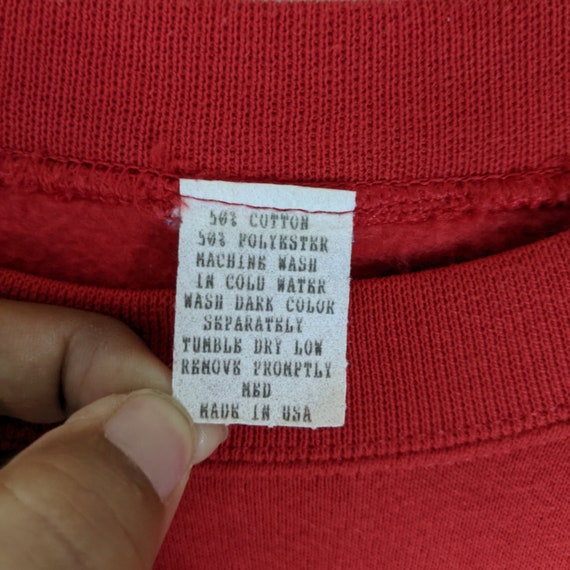 50% COTTON
50% POLYESTER
MACHINE WASH
IN COLD WATER
WASH DARK COLOR
SEPARATELY
TUMBLE DRY LOW
REMOVE PROMPTLY
MED
MADE IN USA